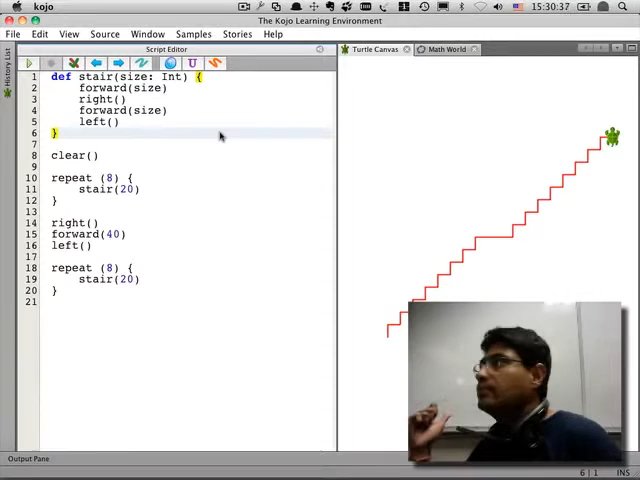 kojo
15:30:37
The Kojo Learning Environment
File Edit View Source Window Samples Stories Help
History List
Script Editor
Turtle Canvas
Math World
1 def stair(size: Int) {
2 forward(size)
3 right()
4 forward(size)
5 left()
6 }
7
8 clear()
9
10 repeat (8) {
11 stair(20)
12 }
13
14 right()
15 forward(40)
16 left()
17
18 repeat (8) {
19 stair(20)
20 }
21
Output Pane
6 | 1 INS